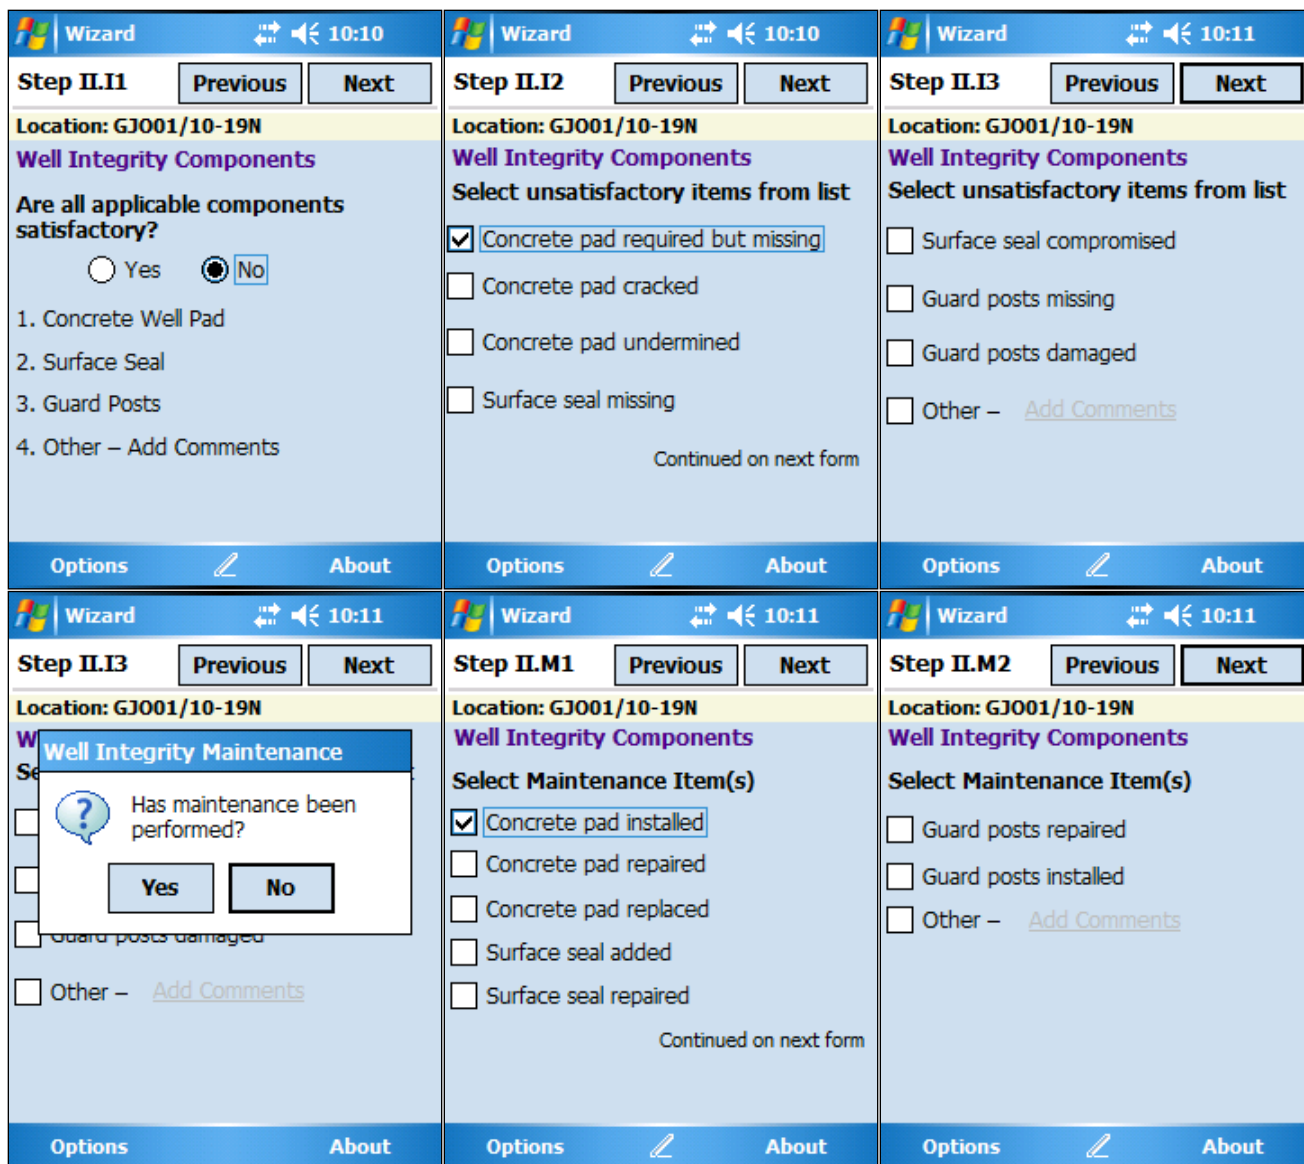 Wizard 10:10
Step II.I1 Previous Next
Location: GJO01/10-19N
Well Integrity Components
Are all applicable components
satisfactory?
Yes No
1. Concrete Well Pad
2. Surface Seal
3. Guard Posts
4. Other – Add Comments
Options About
Wizard 10:10
Step II.I2 Previous Next
Location: GJO01/10-19N
Well Integrity Components
Select unsatisfactory items from list
Concrete pad required but missing
Concrete pad cracked
Concrete pad undermined
Surface seal missing
Continued on next form
Options About
Wizard 10:11
Step II.I3 Previous Next
Location: GJO01/10-19N
Well Integrity Components
Select unsatisfactory items from list
Surface seal compromised
Guard posts missing
Guard posts damaged
Other – Add Comments
Options About
Wizard 10:11
Step II.I3 Previous Next
Location: GJO01/10-19N
W
Se
Well Integrity Maintenance
Has maintenance been
performed?
Yes No
Guard posts damaged
Other – Add Comments
Options About
Wizard 10:11
Step II.M1 Previous Next
Location: GJO01/10-19N
Well Integrity Components
Select Maintenance Item(s)
Concrete pad installed
Concrete pad repaired
Concrete pad replaced
Surface seal added
Surface seal repaired
Continued on next form
Options About
Wizard 10:11
Step II.M2 Previous Next
Location: GJO01/10-19N
Well Integrity Components
Select Maintenance Item(s)
Guard posts repaired
Guard posts installed
Other – Add Comments
Options About